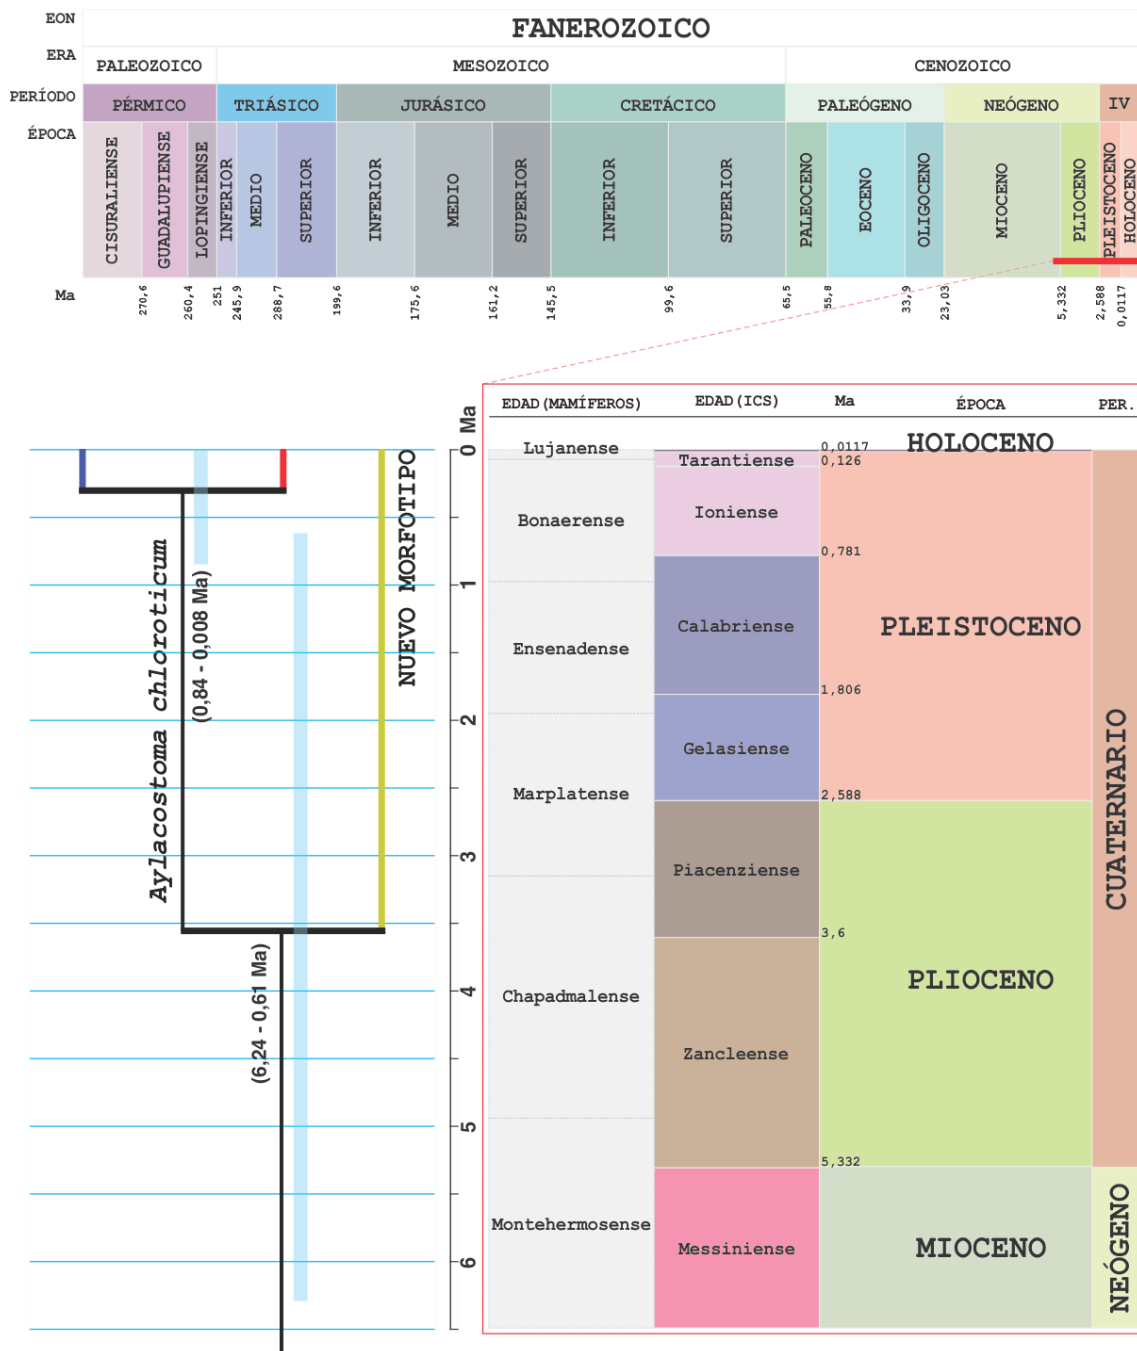 EON
FANEROZOICO
ERA
PALEOZOICO MESOZOICO CENOZOICO
PERÍODO
PÉRMICO TRIÁSICO JURÁSICO CRETÁCICO PALEÓGENO NEÓGENO IV
ÉPOCA
CISURALIENSE GUADALUPIENSE LOPINGIENSE INFERIOR MEDIO SUPERIOR INFERIOR MEDIO SUPERIOR INFERIOR SUPERIOR PALEOCENO EOCENO OLIGOCENO MIOCENO PLIOCENO PLEISTOCENO HOLOCENO
Ma
270,6 260,4 251 245,9 288,7 199,6 175,6 161,2 145,5 99,6 65,5 55,8 33,9 23,03 5,332 2,588 0,0117
Aylacostoma chloroticum
(0,84 - 0,008 Ma)
(6,24 - 0,61 Ma)
NUEVO MORFOTIPO
0 Ma
1
2
3
4
5
6
EDAD(MAMÍFEROS) EDAD(ICS) Ma ÉPOCA PER.
Lujanense
Bonaerense
Ensenadense
Marplatense
Chapadmalense
Montehermosense
Tarantiense
Ioniense
Calabriense
Gelasiense
Piacenziense
Zancleense
Messiniense
0,0117
0,126
0,781
1,806
2,588
3,6
5,332
HOLOCENO
PLEISTOCENO
PLIOCENO
MIOCENO
CUATERNARIO
NEÓGENO